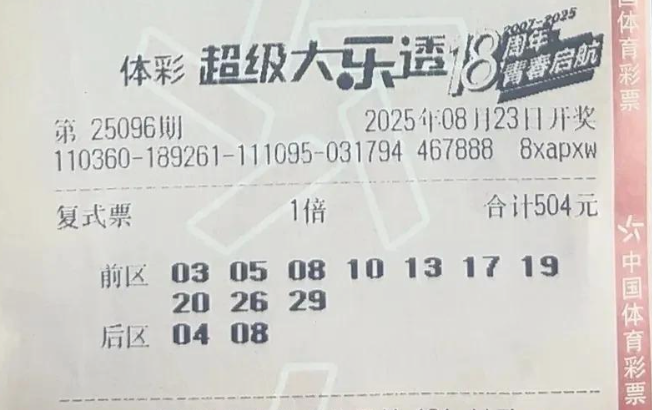 2007-2025
体彩 超级大乐透 18 周年
青春启航
第 25096期 2025年08月23日开奖
110360-189261-111095-031794 467888 8xapxw
复式票 1倍 合计504元
前区 03 05 08 10 13 17 19
20 26 29
后区 04 08
国体育彩票
中国体育彩票